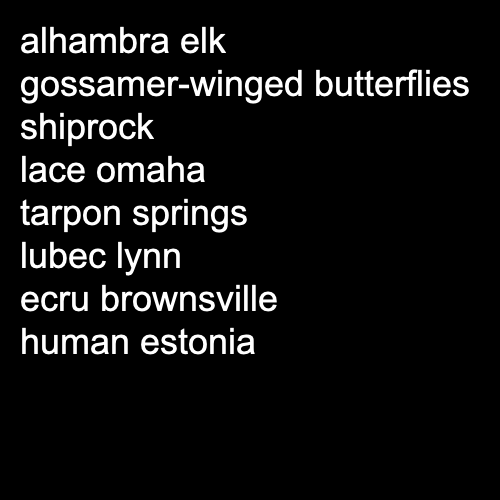 alhambra elk
gossamer-winged butterflies
shiprock
lace omaha
tarpon springs
lubec lynn
ecru brownsville
human estonia